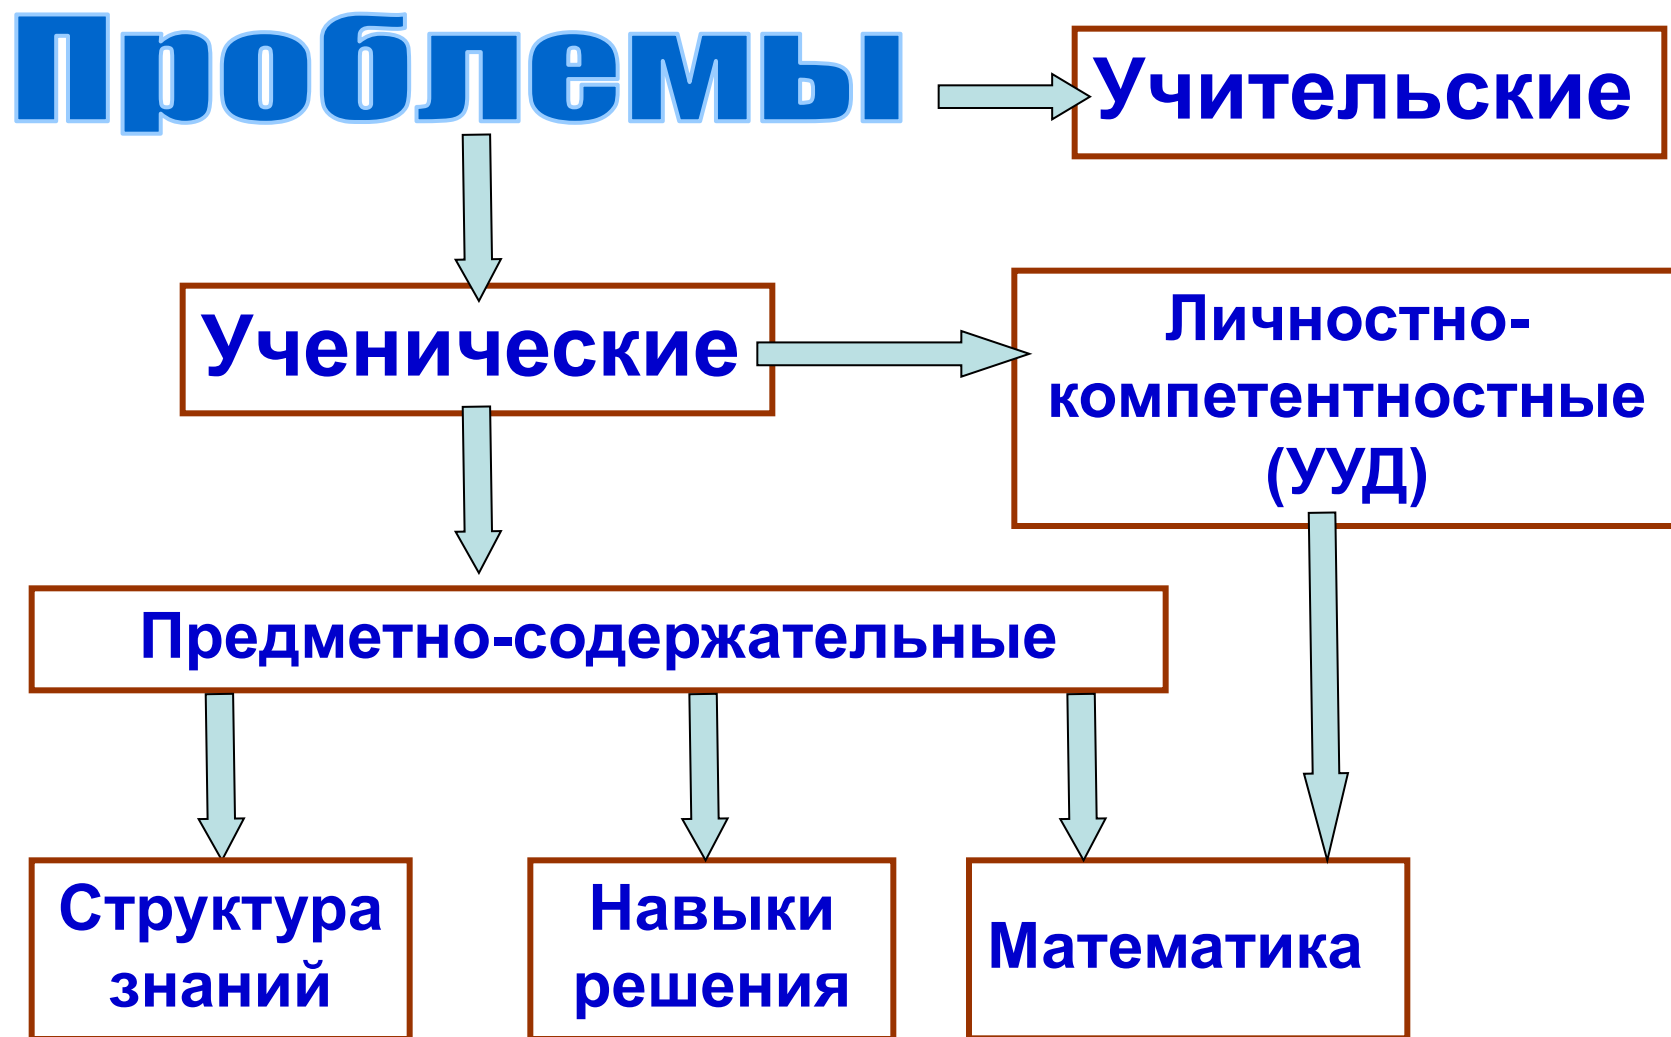 Проблемы
Учительские
Ученические
Личностно-
компетентностные
(УУД)
Предметно-содержательные
Структура
знаний
Навыки
решения
Математика